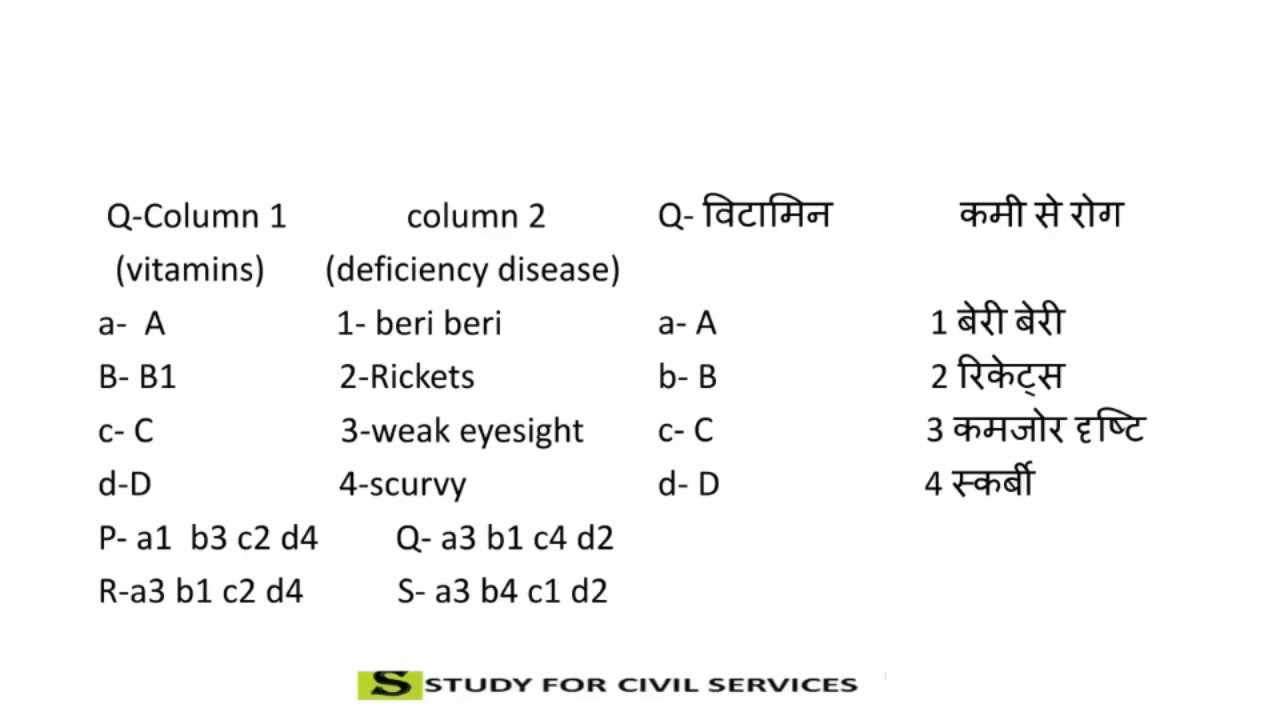 Q-Column 1 column 2 Q- विटामिन कमी से रोग
(vitamins) (deficiency disease)
a- A 1- beri beri a- A 1 बेरी बेरी
B- B1 2-Rickets b- B 2 रिकेट्स
c- C 3-weak eyesight c- C 3 कमजोर दृष्टि
d-D 4-scurvy d- D 4 स्कर्बी
P- a1 b3 c2 d4 Q- a3 b1 c4 d2
R-a3 b1 c2 d4 S- a3 b4 c1 d2
S STUDY FOR CIVIL SERVICES